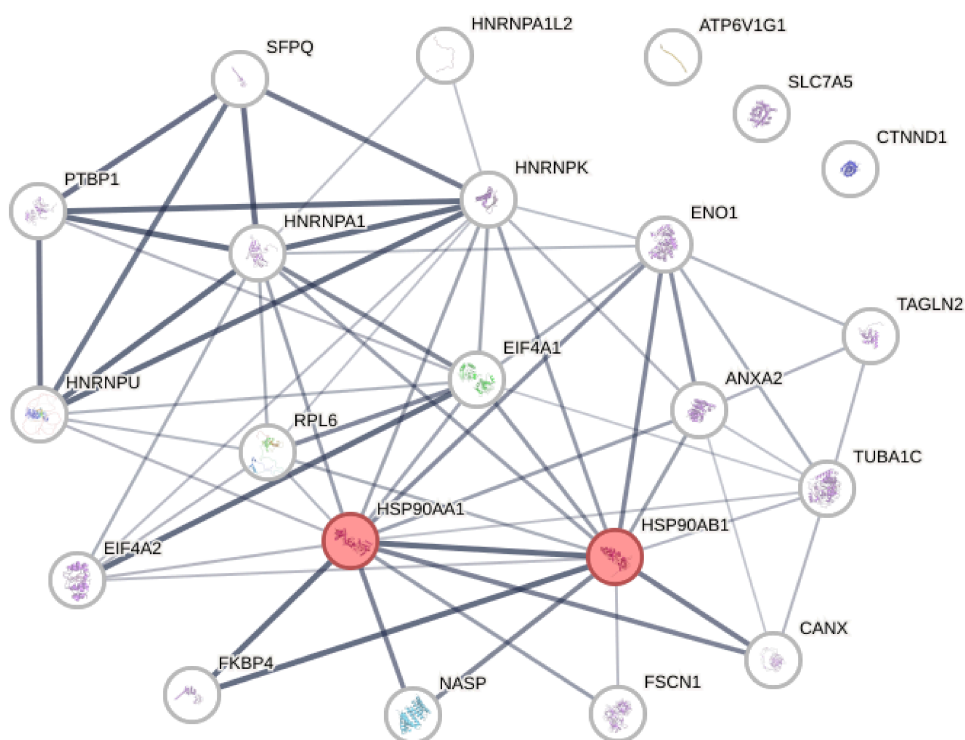 HNRNPA1L2
ATP6V1G1
SFPQ
SLC7A5
CTNND1
HNRNPK
PTBP1
ENO1
HNRNPA1
TAGLN2
EIF4A1
ANXA2
HNRNPU
RPL6
TUBA1C
HSP90AA1
HSP90AB1
EIF4A2
CANX
FKBP4
NASP
FSCN1